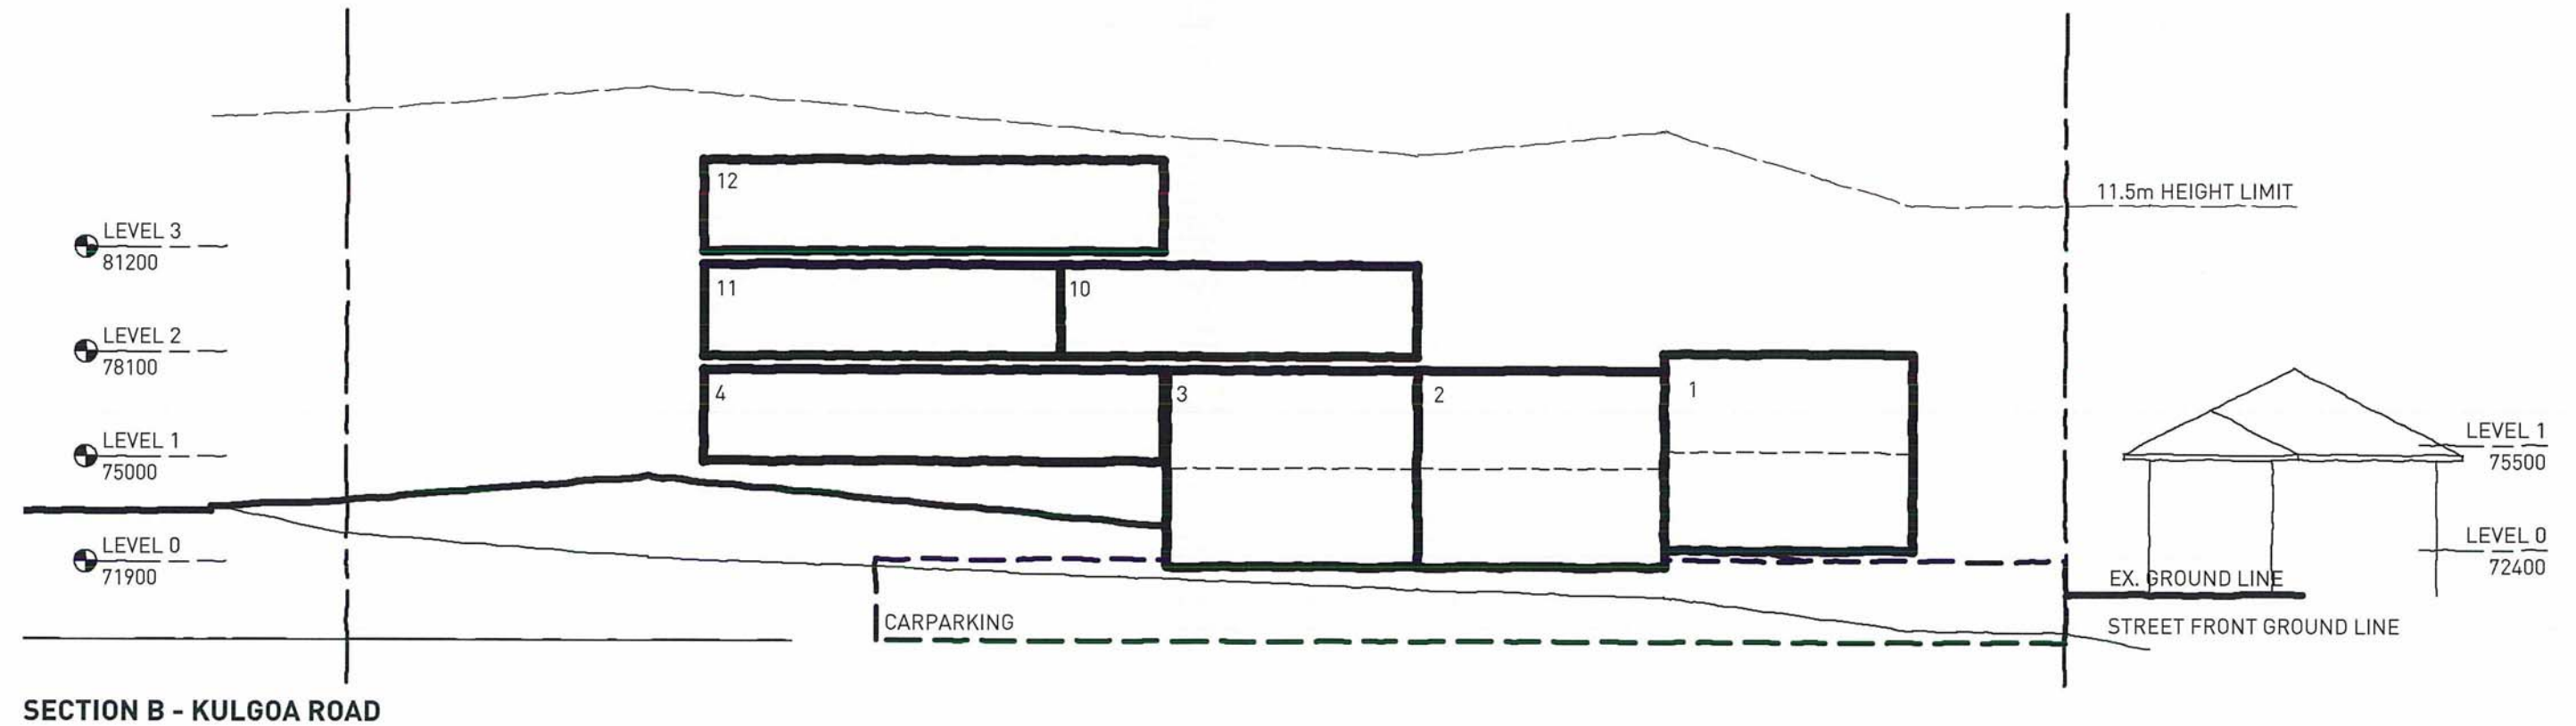 11.5m HEIGHT LIMIT
12
LEVEL 3
81200
11
10
LEVEL 2
78100
4
3
2
1
LEVEL 1
75000
LEVEL 1
75500
LEVEL 0
71900
LEVEL 0
72400
EX. GROUND LINE
CARPARKING
STREET FRONT GROUND LINE
SECTION B - KULGOA ROAD